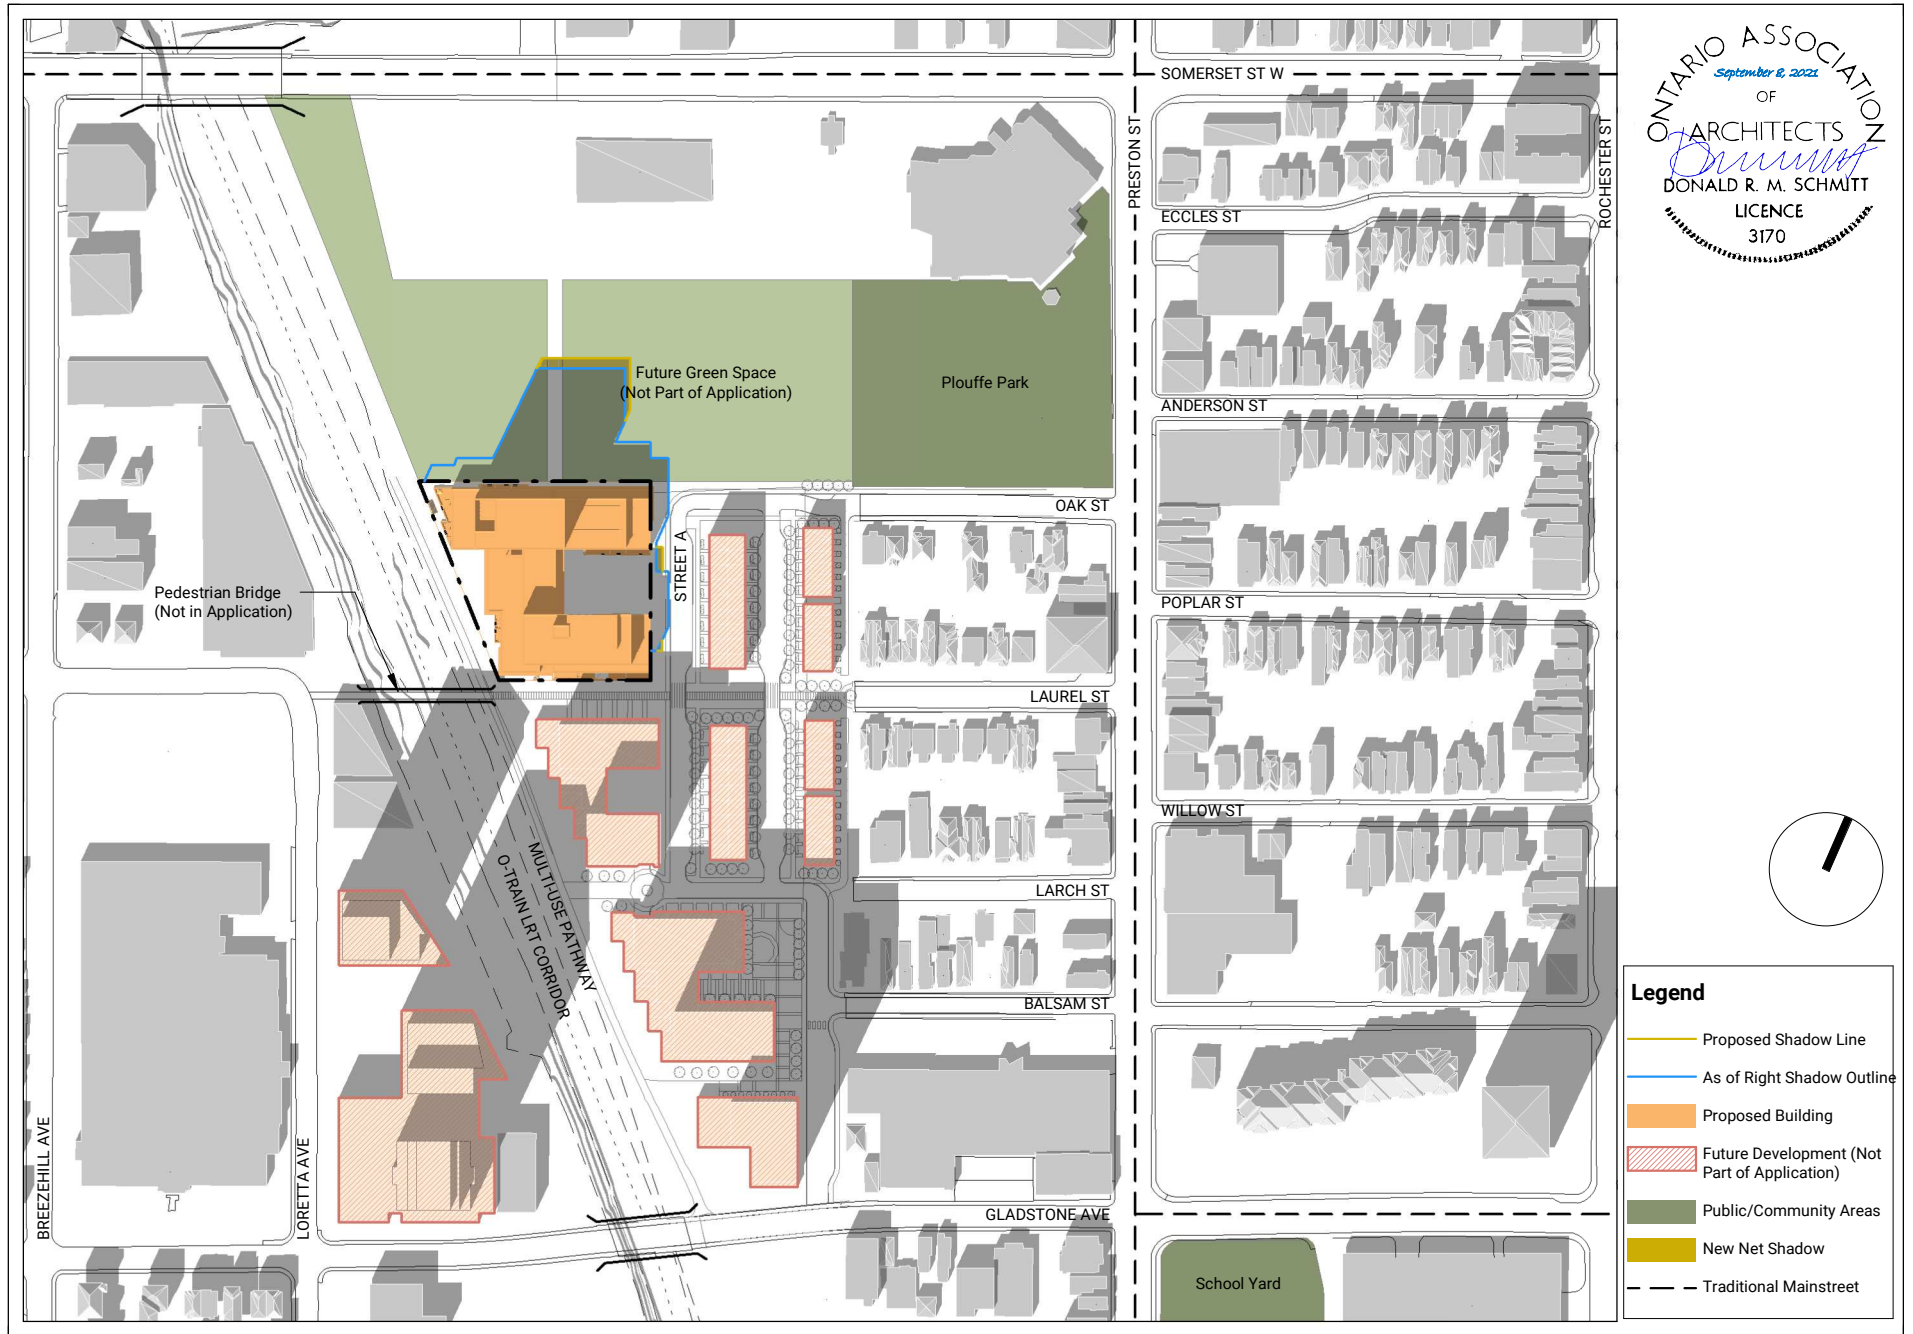 SOMERSET ST W
PRESTON ST
ROCHESTER ST
ECCLES ST
Future Green Space
(Not Part of Application)
Plouffe Park
ANDERSON ST
OAK ST
STREET A
Pedestrian Bridge
(Not in Application)
POPLAR ST
LAUREL ST
WILLOW ST
MULTI-USE PATHWAY
O-TRAIN LRT CORRIDOR
LARCH ST
BALSAM ST
BREEZEHILL AVE
LORETTA AVE
GLADSTONE AVE
School Yard
ONTARIO ASSOCIATION
September 8, 2021
OF
ARCHITECTS
DONALD R. M. SCHMITT
LICENCE
3170
Legend
Proposed Shadow Line
As of Right Shadow Outline
Proposed Building
Future Development (Not
Part of Application)
Public/Community Areas
New Net Shadow
Traditional Mainstreet